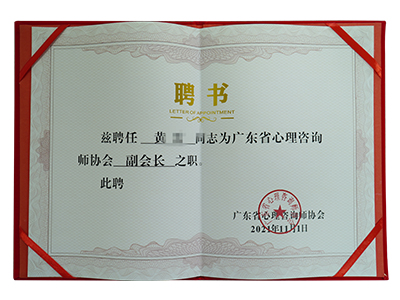 聘书
LETTER OF APPOINTMENT
兹聘任 黄 同志为广东省心理咨询
师协会 副会长 之职。
此聘
广东省心理咨询师协会
2021年11月1日